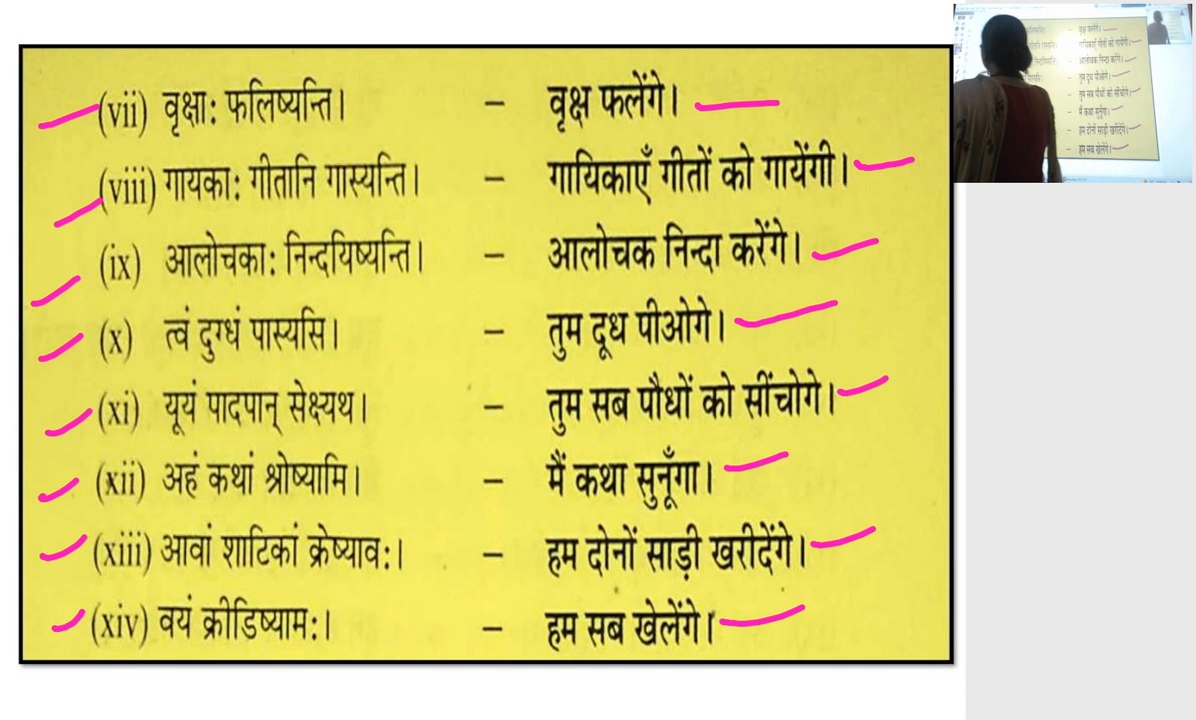 (vii) वृक्षा: फलिष्यन्ति। – वृक्ष फलेंगे।
(viii) गायका: गीतानि गास्यन्ति। – गायिकाएँ गीतों को गायेंगी।
(ix) आलोचका: निन्दयिष्यन्ति। – आलोचक निन्दा करेंगे।
(x) त्वं दुग्धं पास्यसि। – तुम दूध पीओगे।
(xi) यूयं पादपान् सेक्ष्यथ। – तुम सब पौधों को सींचोगे।
(xii) अहं कथां श्रोष्यामि। – मैं कथा सुनूँगा।
(xiii) आवां शाटिकां क्रेष्याव:। – हम दोनों साड़ी खरीदेंगे।
(xiv) वयं क्रीडिष्याम:। – हम सब खेलेंगे।